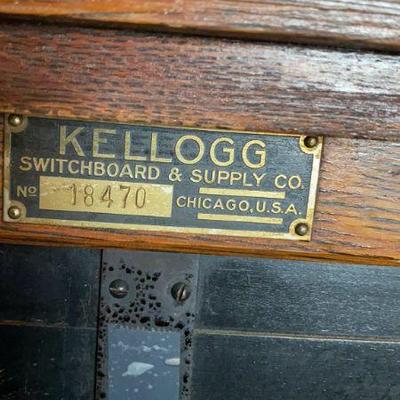 KELLOGG
SWITCHBOARD & SUPPLY CO.
Nº 18470 CHICAGO, U.S.A.